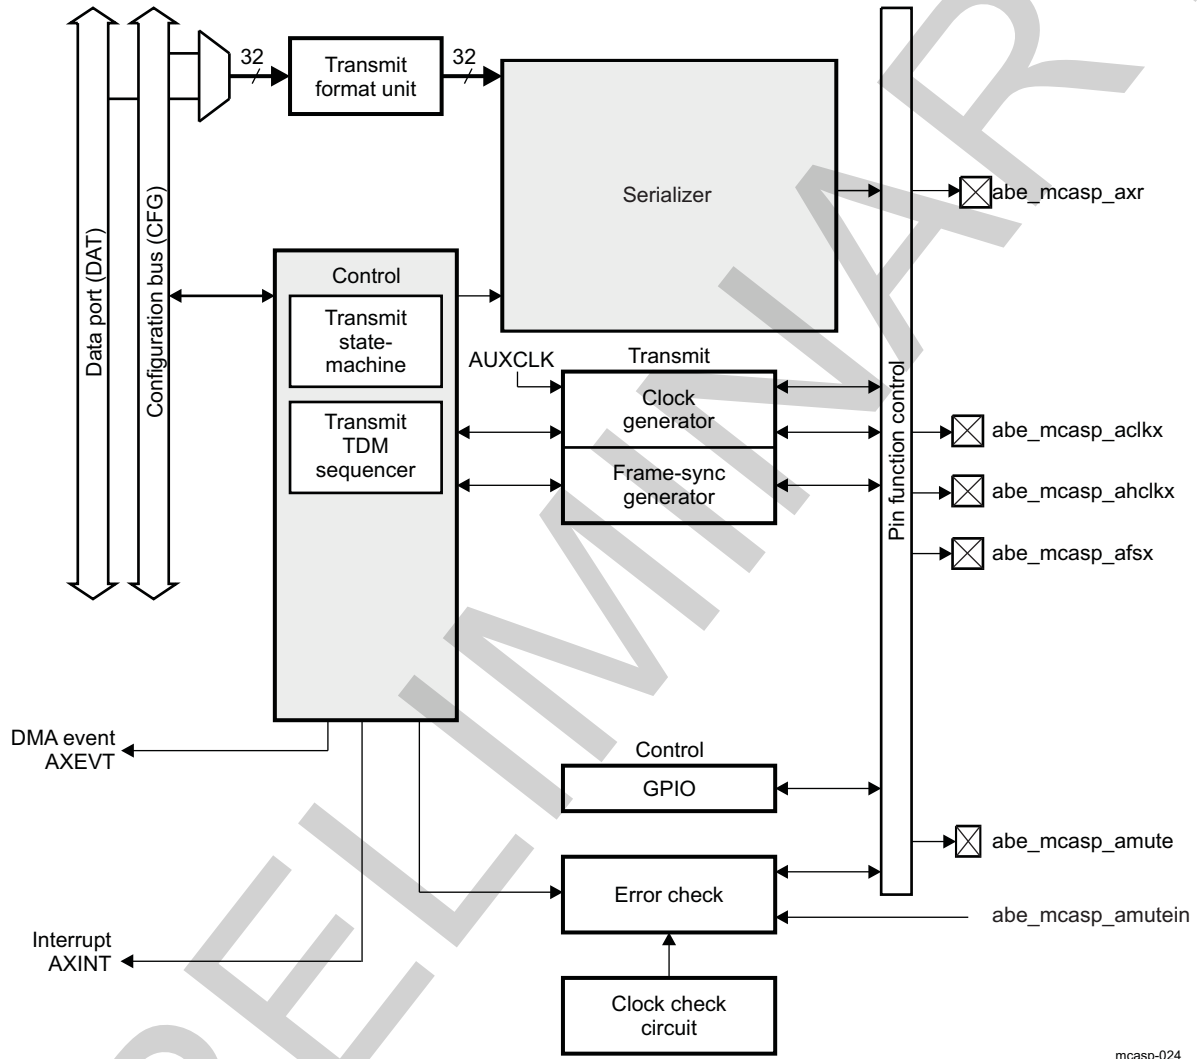 32
Transmit
format unit
32
Serializer
abe_mcasp_axr
Data port (DAT)
Configuration bus (CFG)
Control
Transmit
state-
machine
Transmit
TDM
sequencer
AUXCLK
Transmit
Clock
generator
Frame-sync
generator
Pin function control
abe_mcasp_aclkx
abe_mcasp_ahclkx
abe_mcasp_afsx
DMA event
AXEVT
Control
GPIO
abe_mcasp_amute
Error check
abe_mcasp_amutein
Interrupt
AXINT
Clock check
circuit
mcasp-024
PRELIMINAR